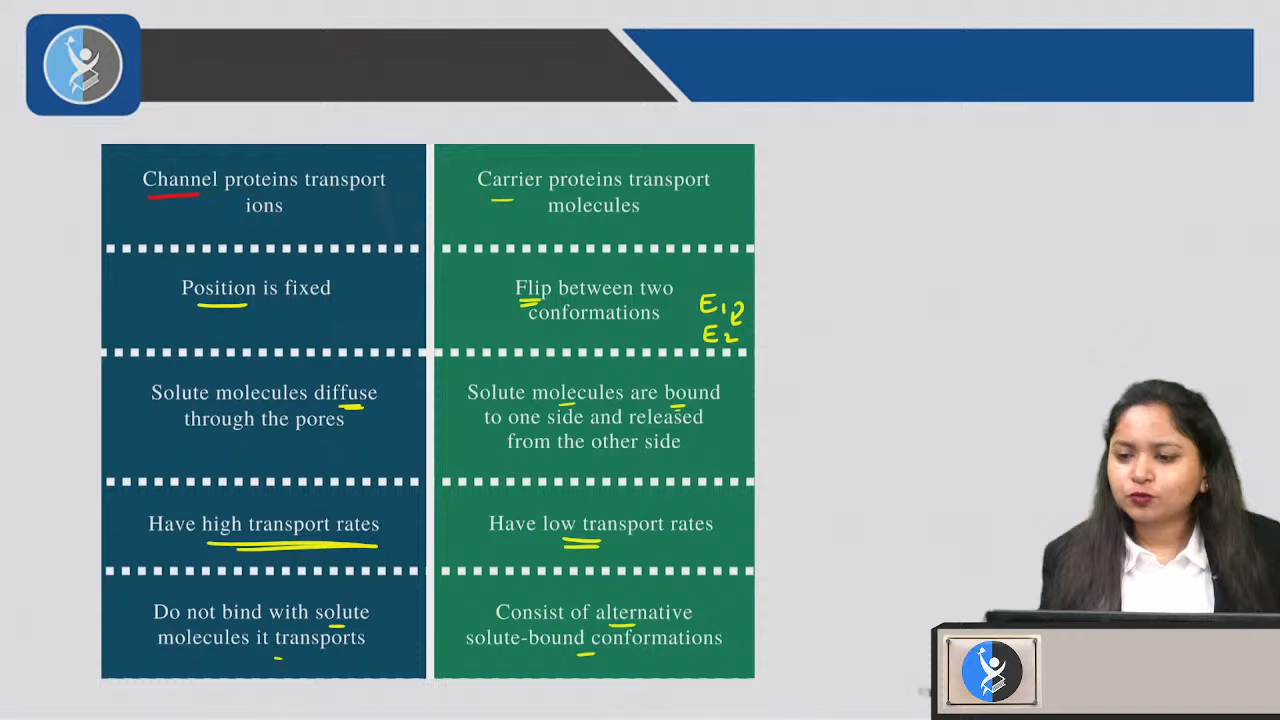 Channel proteins transport
ions
Carrier proteins transport
molecules
Position is fixed
Flip between two
conformations
E1
E2
Solute molecules diffuse
through the pores
Solute molecules are bound
to one side and released
from the other side
Have high transport rates
Have low transport rates
Do not bind with solute
molecules it transports
Consist of alternative
solute-bound conformations